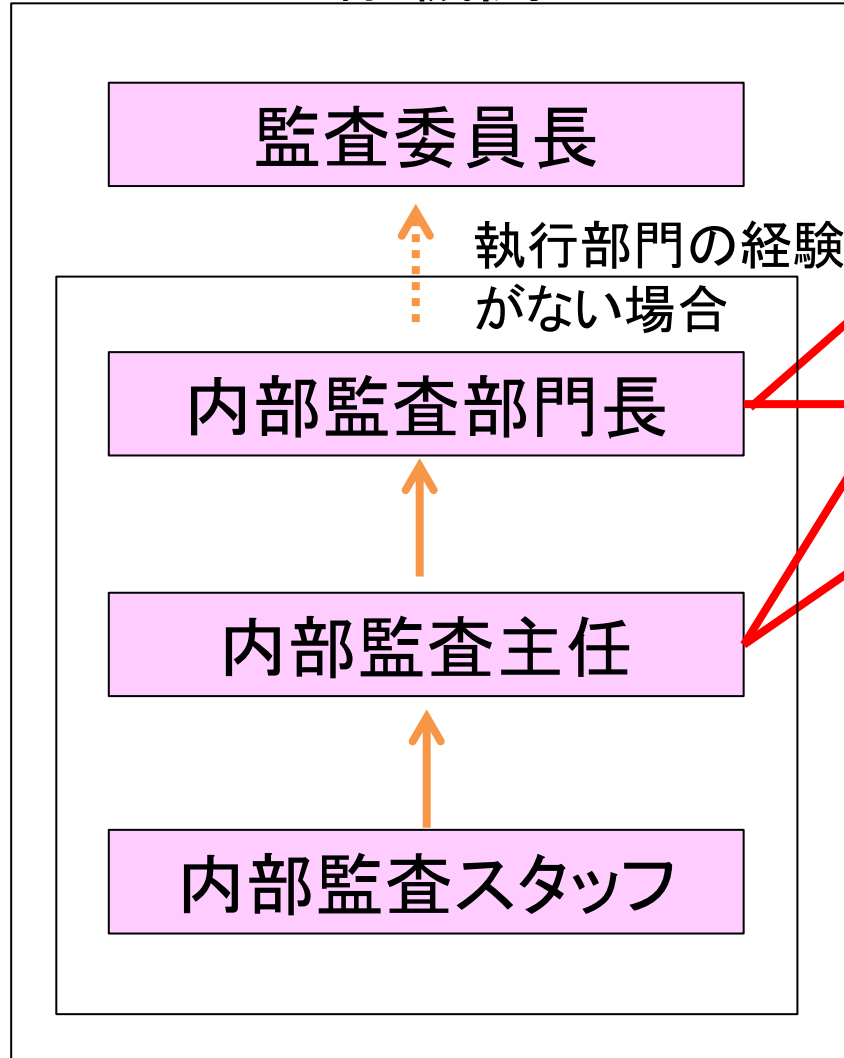 監査委員長
執行部門の経験
がない場合
内部監査部門長
内部監査主任
内部監査スタッフ